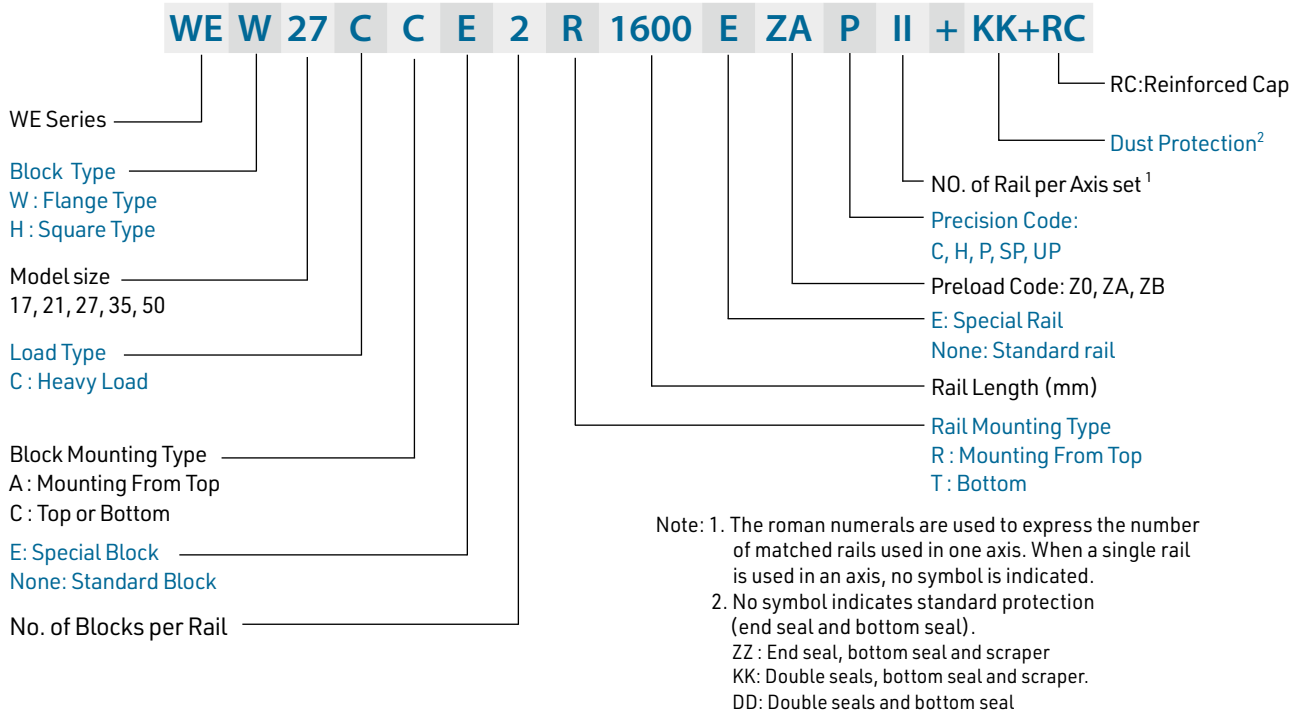 WE W 27 C C E 2 R 1600 E ZA P II + KK+RC
WE Series
Block Type
W : Flange Type
H : Square Type
Model size
17, 21, 27, 35, 50
Load Type
C : Heavy Load
Block Mounting Type
A : Mounting From Top
C : Top or Bottom
E: Special Block
None: Standard Block
No. of Blocks per Rail
RC:Reinforced Cap
Dust Protection²
NO. of Rail per Axis set ¹
Precision Code:
C, H, P, SP, UP
Preload Code: Z0, ZA, ZB
E: Special Rail
None: Standard rail
Rail Length (mm)
Rail Mounting Type
R : Mounting From Top
T : Bottom
Note: 1. The roman numerals are used to express the number
of matched rails used in one axis. When a single rail
is used in an axis, no symbol is indicated.
2. No symbol indicates standard protection
(end seal and bottom seal).
ZZ : End seal, bottom seal and scraper
KK: Double seals, bottom seal and scraper.
DD: Double seals and bottom seal